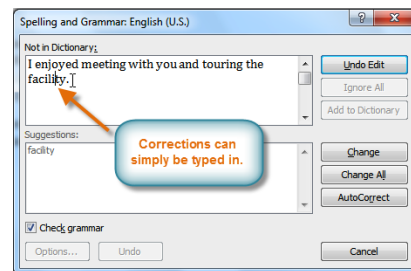 Spelling and Grammar: English (U.S.)
Not in Dictionary:
I enjoyed meeting with you and touring the
facility.
Undo Edit
Ignore All
Add to Dictionary
Suggestions:
facility
Corrections can
simply be typed in.
Change
Change All
AutoCorrect
Check grammar
Options...
Undo
Cancel